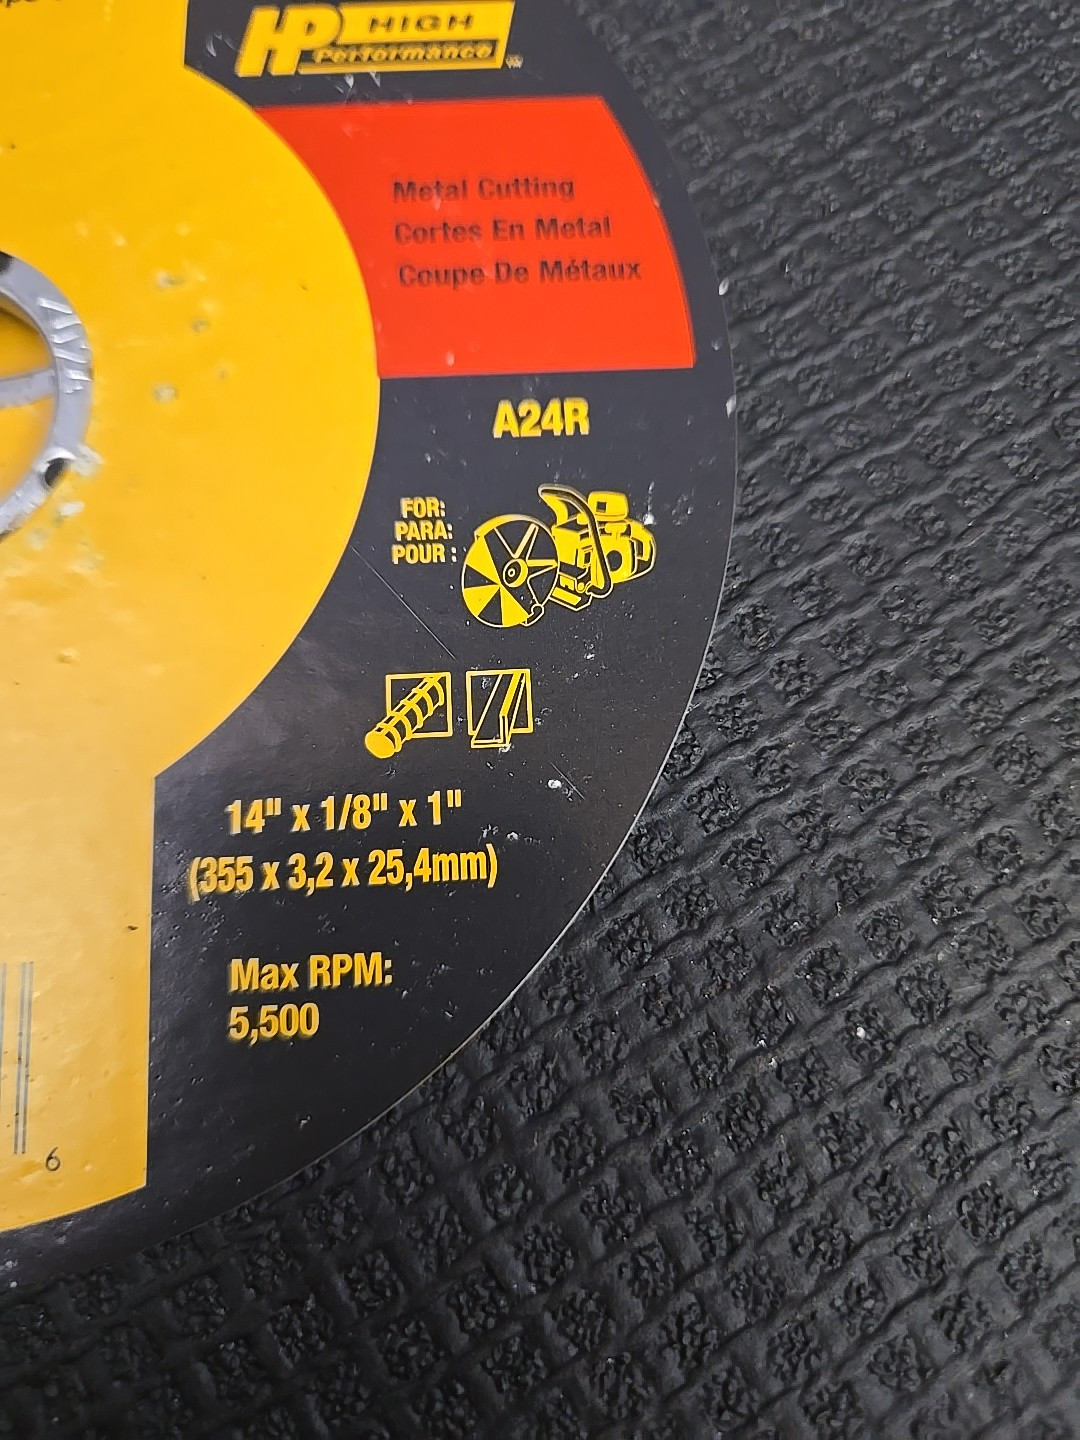 HP HIGH
Performance™
Metal Cutting
Cortes En Metal
Coupe De Métaux
A24R
FOR:
PARA:
POUR :
14" x 1/8" x 1"
(355 x 3,2 x 25,4mm)
Max RPM:
5,500
6